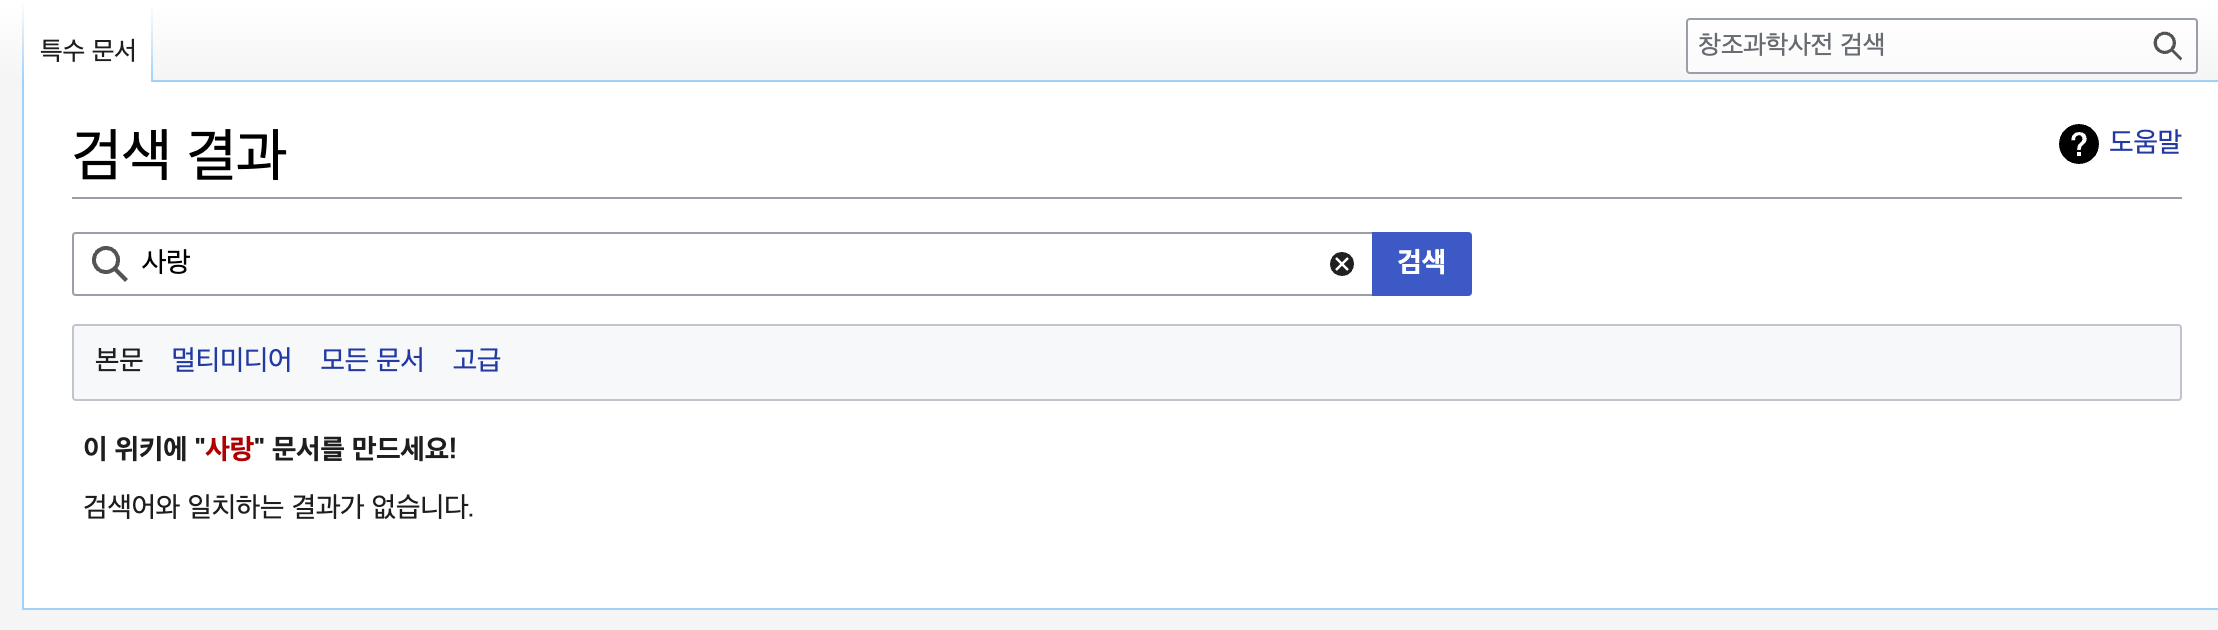 특수 문서
창조과학사전 검색
검색 결과
도움말
사랑
검색
본문 멀티미디어 모든 문서 고급
이 위키에 "사랑" 문서를 만드세요!
검색어와 일치하는 결과가 없습니다.